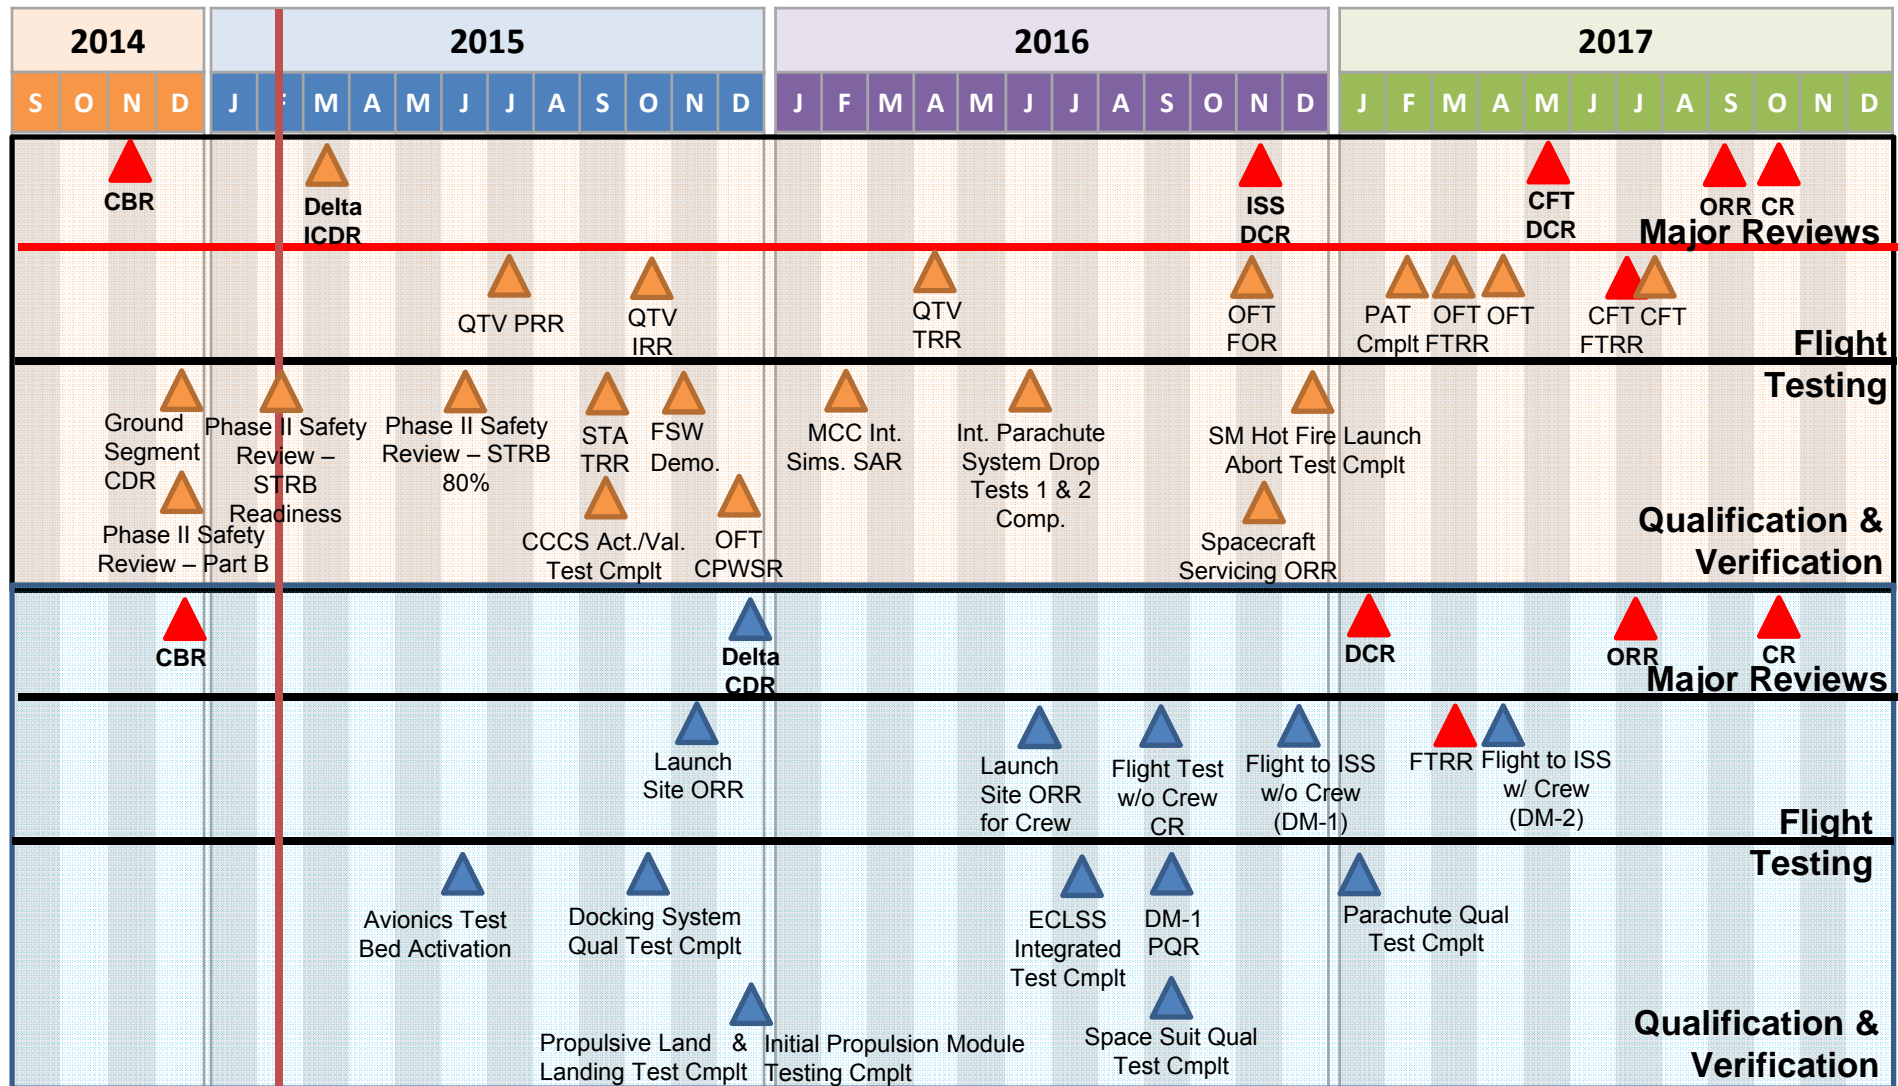 2014 2015 2016 2017
S O N D J F M A M J J A S O N D J F M A M J J A S O N D J F M A M J J A S O N D
CBR
Delta
ICDR
ISS
DCR
CFT
DCR
ORR
CR
Major Reviews
QTV PRR
QTV
IRR
QTV
TRR
OFT
FOR
PAT
Cmplt
OFT
FTRR
OFT
CFT
FTRR
CFT
Flight
Testing
Ground
Segment
CDR
Phase II Safety
Review – Part B
Phase II Safety
Review –
STRB
Readiness
Phase II Safety
Review – STRB
80%
STA
TRR
FSW
Demo.
CCCS Act./Val.
Test Cmplt
OFT
CPWSR
MCC Int.
Sims. SAR
Int. Parachute
System Drop
Tests 1 & 2
Comp.
SM Hot Fire Launch
Abort Test Cmplt
Spacecraft
Servicing ORR
Qualification &
Verification
CBR
Delta
CDR
DCR
ORR
CR
Major Reviews
Launch
Site ORR
Launch
Site ORR
for Crew
Flight Test
w/o Crew
CR
Flight to ISS
w/o Crew
(DM-1)
FTRR
Flight to ISS
w/ Crew
(DM-2)
Flight
Testing
Avionics Test
Bed Activation
Docking System
Qual Test Cmplt
ECLSS
Integrated
Test Cmplt
DM-1
PQR
Parachute Qual
Test Cmplt
Propulsive Land &
Landing Test Cmplt
Initial Propulsion Module
Testing Cmplt
Space Suit Qual
Test Cmplt
Qualification &
Verification